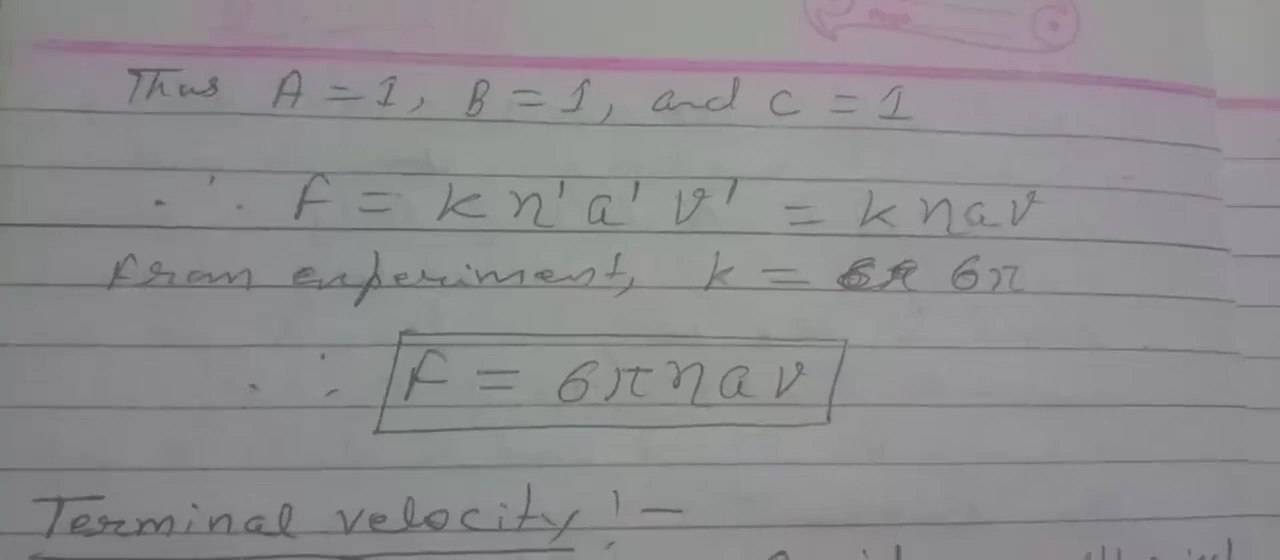 Thus A = 1, B = 1, and C = 1
∴ F = k η¹ a¹ v¹ = k η a v
From experiment, k = 6π
∴ F = 6π η a v
Terminal velocity :-